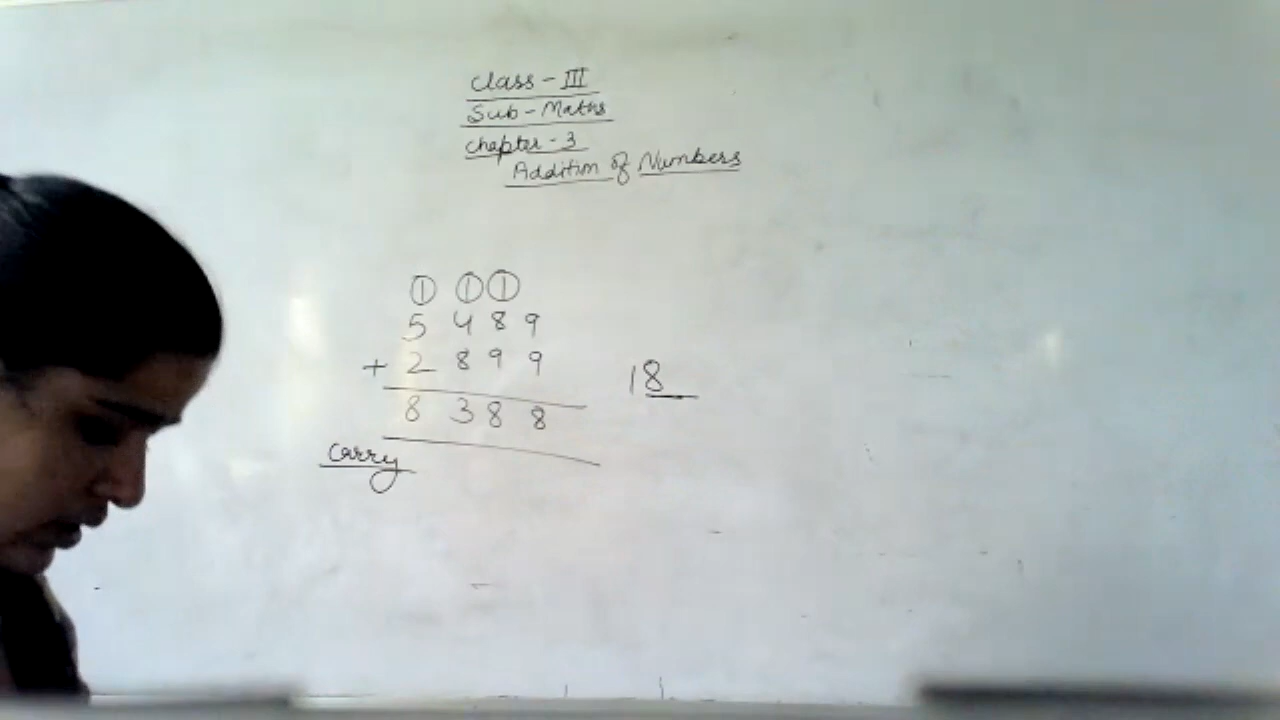 Class - III
Sub - Maths
Chapter - 3
Addition of Numbers
1 1 1
5 4 8 9
+ 2 8 9 9
18
8 3 8 8
Carry